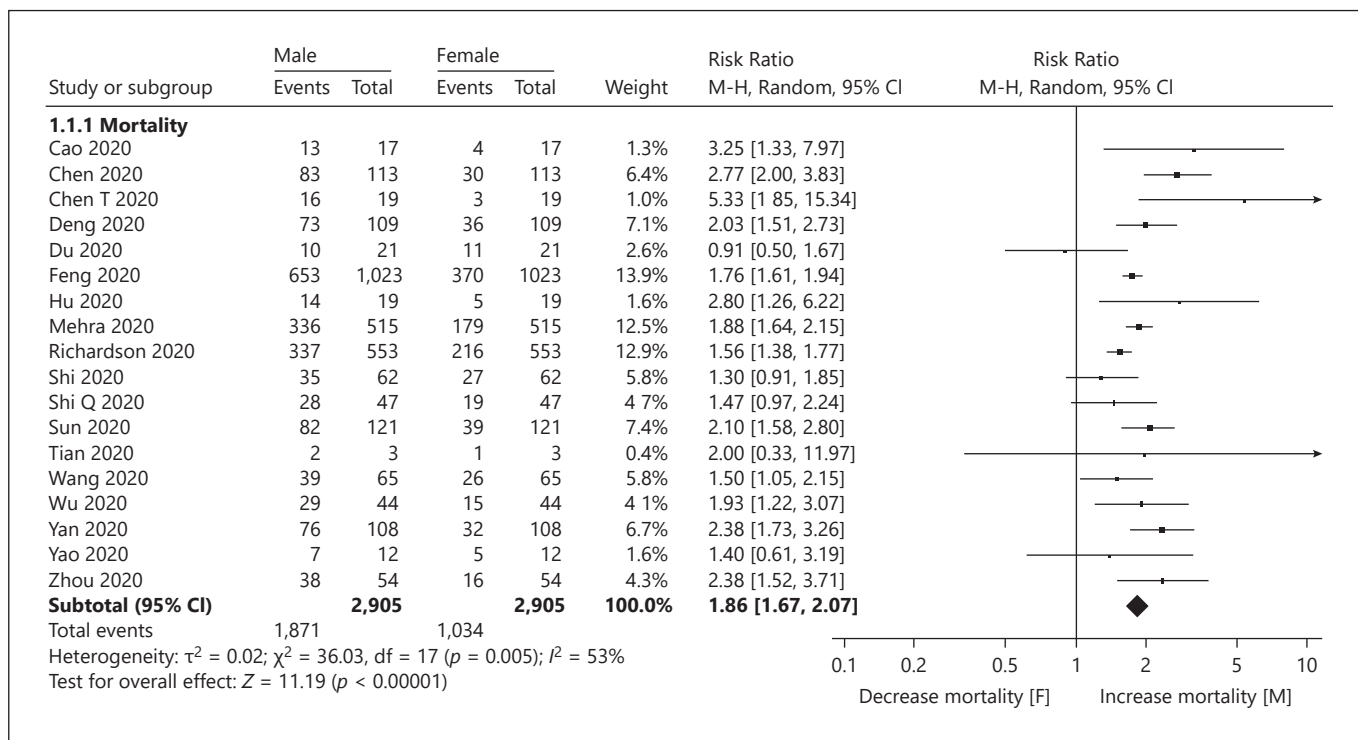 Male Female Risk Ratio Risk Ratio
Study or subgroup Events Total Events Total Weight M-H, Random, 95% CI M-H, Random, 95% CI
1.1.1 Mortality
Cao 2020 13 17 4 17 1.3% 3.25 [1.33, 7.97]
Chen 2020 83 113 30 113 6.4% 2.77 [2.00, 3.83]
Chen T 2020 16 19 3 19 1.0% 5.33 [1 85, 15.34]
Deng 2020 73 109 36 109 7.1% 2.03 [1.51, 2.73]
Du 2020 10 21 11 21 2.6% 0.91 [0.50, 1.67]
Feng 2020 653 1,023 370 1023 13.9% 1.76 [1.61, 1.94]
Hu 2020 14 19 5 19 1.6% 2.80 [1.26, 6.22]
Mehra 2020 336 515 179 515 12.5% 1.88 [1.64, 2.15]
Richardson 2020 337 553 216 553 12.9% 1.56 [1.38, 1.77]
Shi 2020 35 62 27 62 5.8% 1.30 [0.91, 1.85]
Shi Q 2020 28 47 19 47 4 7% 1.47 [0.97, 2.24]
Sun 2020 82 121 39 121 7.4% 2.10 [1.58, 2.80]
Tian 2020 2 3 1 3 0.4% 2.00 [0.33, 11.97]
Wang 2020 39 65 26 65 5.8% 1.50 [1.05, 2.15]
Wu 2020 29 44 15 44 4 1% 1.93 [1.22, 3.07]
Yan 2020 76 108 32 108 6.7% 2.38 [1.73, 3.26]
Yao 2020 7 12 5 12 1.6% 1.40 [0.61, 3.19]
Zhou 2020 38 54 16 54 4.3% 2.38 [1.52, 3.71]
Subtotal (95% CI) 2,905 2,905 100.0% 1.86 [1.67, 2.07]
Total events 1,871 1,034
Heterogeneity: τ² = 0.02; χ² = 36.03, df = 17 (p = 0.005); I² = 53%
Test for overall effect: Z = 11.19 (p < 0.00001)
0.1 0.2 0.5 1 2 5 10
Decrease mortality [F] Increase mortality [M]